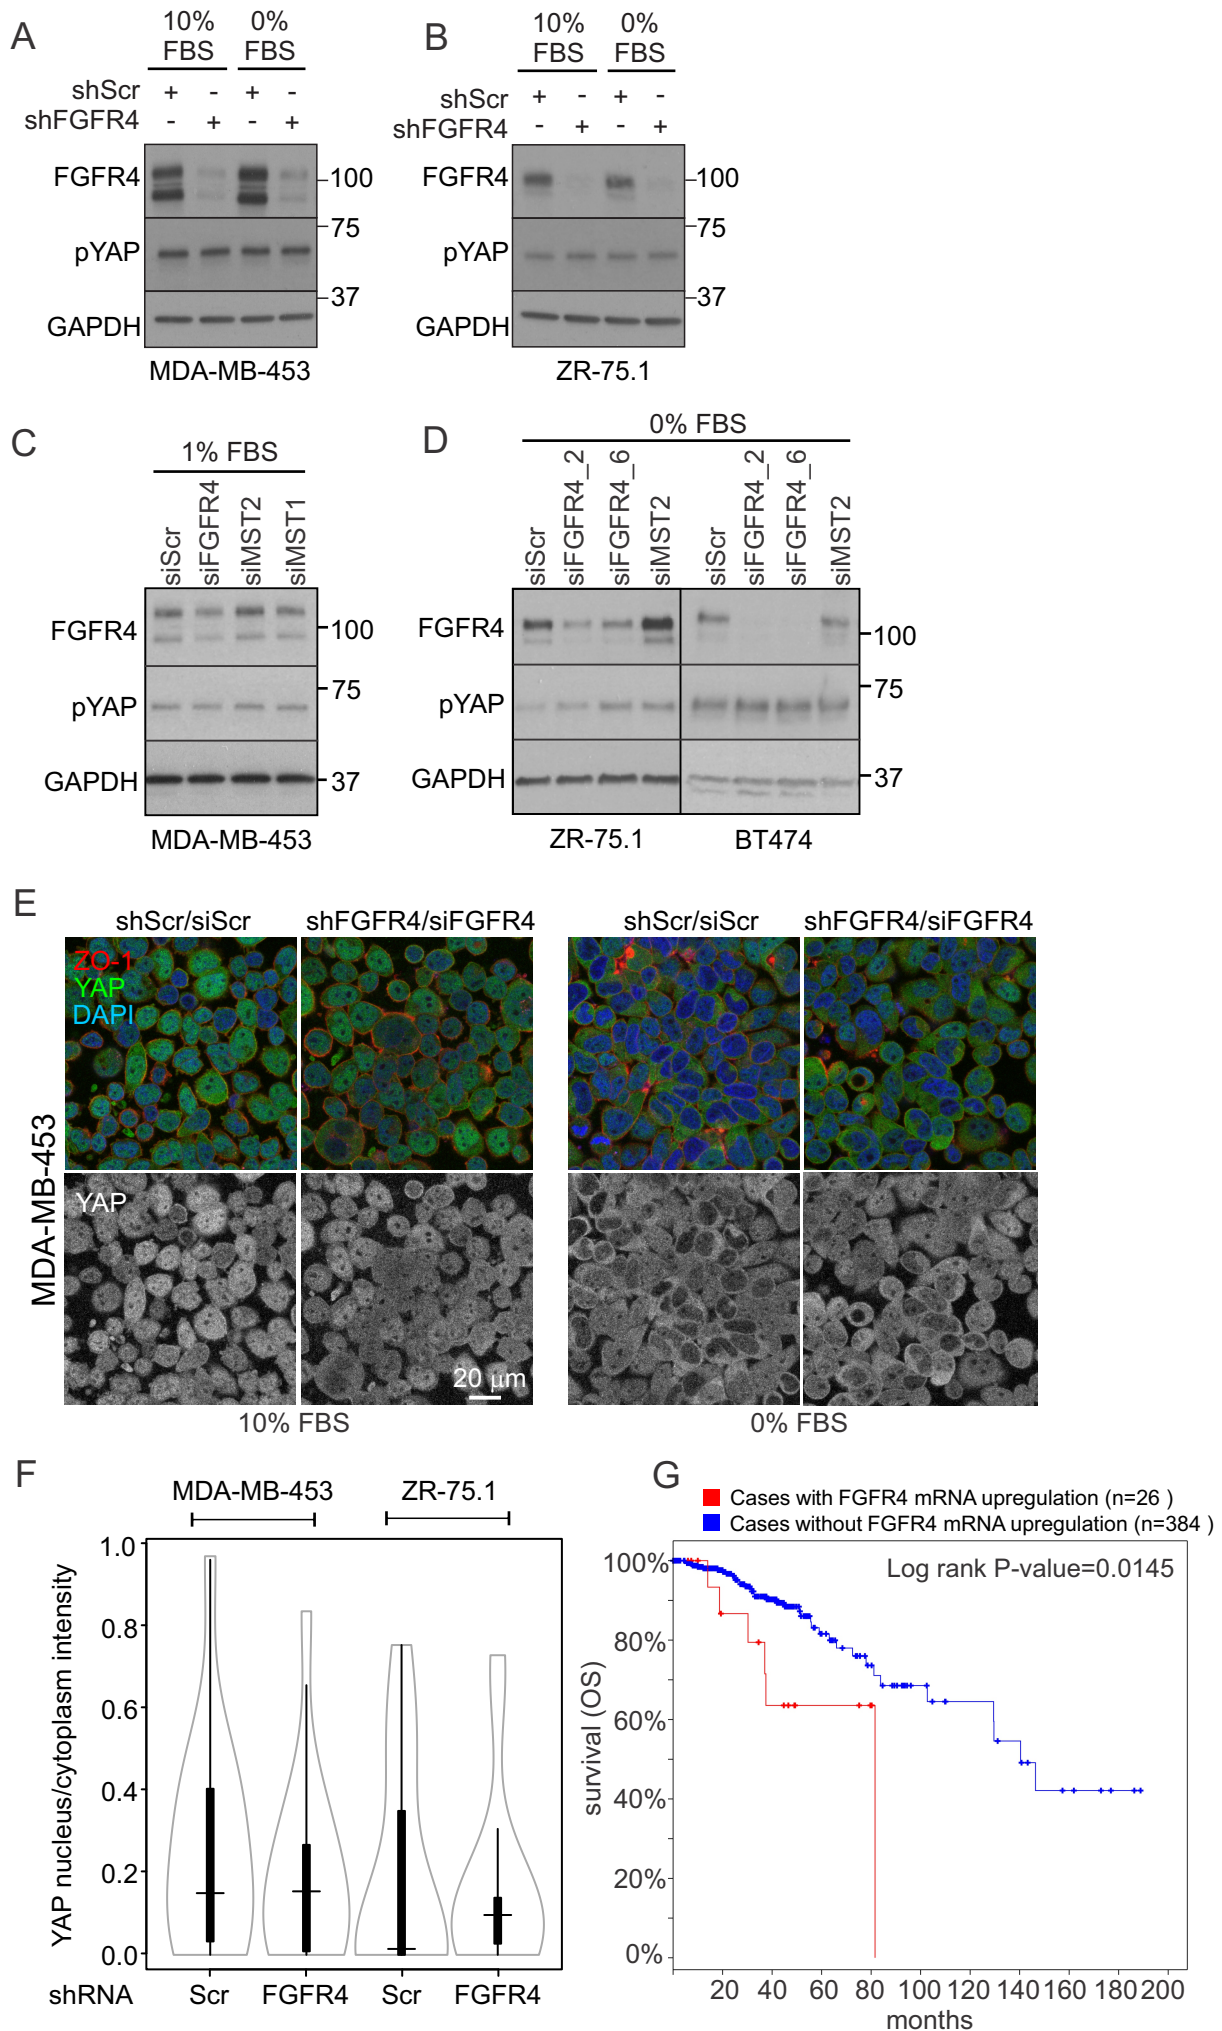 A
10% FBS
0% FBS
shScr + - + -
shFGFR4 - + - +
FGFR4
100
75
pYAP
37
GAPDH
MDA-MB-453
B
10% FBS
0% FBS
shScr + - + -
shFGFR4 - + - +
FGFR4
100
75
pYAP
37
GAPDH
ZR-75.1
C
1% FBS
siScr
siFGFR4
siMST2
siMST1
FGFR4
100
75
pYAP
GAPDH
37
MDA-MB-453
D
0% FBS
siScr
siFGFR4_2
siFGFR4_6
siMST2
siScr
siFGFR4_2
siFGFR4_6
siMST2
FGFR4
100
75
pYAP
GAPDH
37
ZR-75.1
BT474
E
shScr/siScr
shFGFR4/siFGFR4
shScr/siScr
shFGFR4/siFGFR4
ZO-1
YAP
DAPI
MDA-MB-453
YAP
20 μm
10% FBS
0% FBS
F
MDA-MB-453
ZR-75.1
YAP nucleus/cytoplasm intensity
1.0
0.8
0.6
0.4
0.2
0.0
shRNA Scr FGFR4 Scr FGFR4
G
Cases with FGFR4 mRNA upregulation (n=26 )
Cases without FGFR4 mRNA upregulation (n=384 )
Log rank P-value=0.0145
survival (OS)
100%
80%
60%
40%
20%
0%
20 40 60 80 100 120 140 160 180 200
months